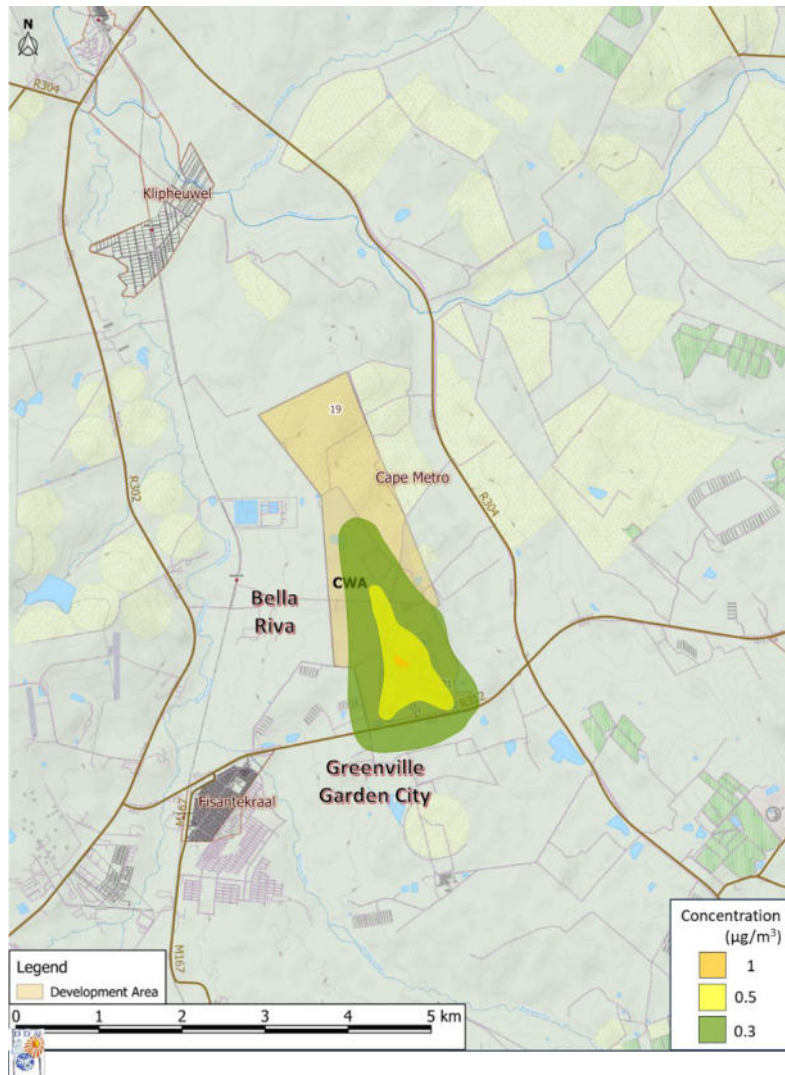 N
R304
Klipheuwel
19
Cape Metro
R302
R304
CWA
Bella
Riva
R312
Greenville
Garden City
Fisantekraal
M167
M167
Legend
Development Area
0 1 2 3 4 5 km
Concentration
(µg/m³)
1
0.5
0.3